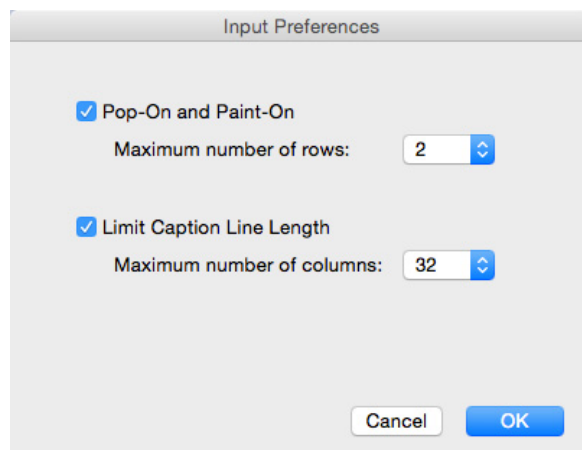 Input Preferences
Pop-On and Paint-On
Maximum number of rows: 2
Limit Caption Line Length
Maximum number of columns: 32
Cancel OK